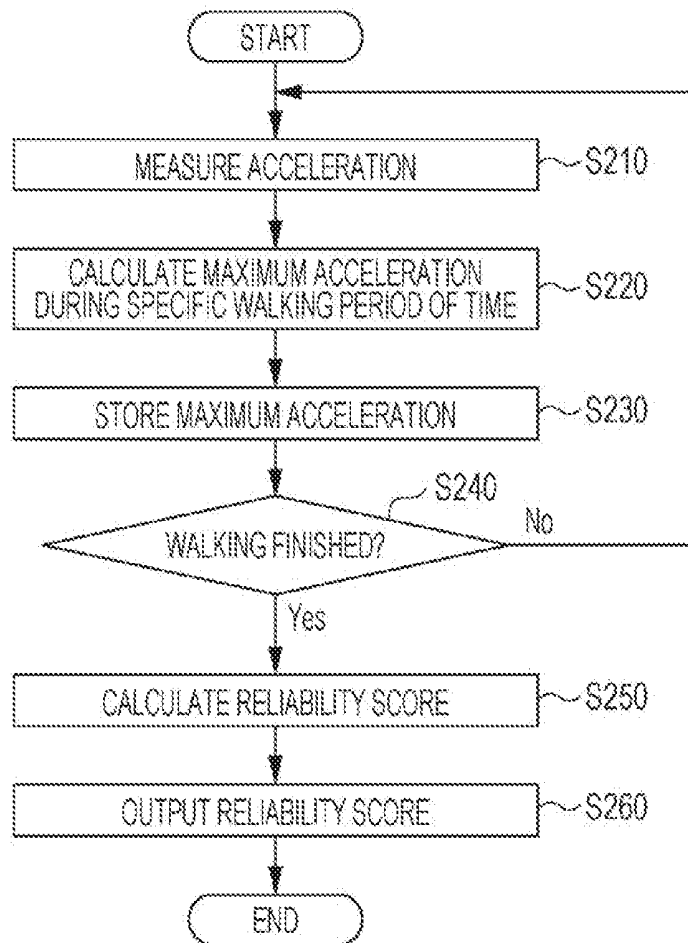 START
MEASURE ACCELERATION
S210
CALCULATE MAXIMUM ACCELERATION
DURING SPECIFIC WALKING PERIOD OF TIME
S220
STORE MAXIMUM ACCELERATION
S230
S240
WALKING FINISHED?
No
Yes
CALCULATE RELIABILITY SCORE
S250
OUTPUT RELIABILITY SCORE
S260
END